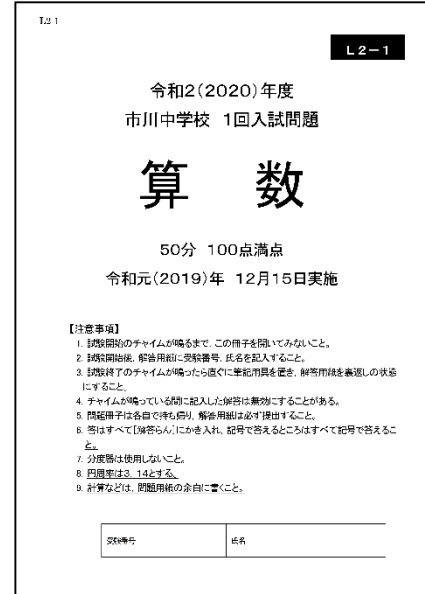 L2-1
L2-1
令和2(2020)年度
市川中学校 1回入試問題
算 数
50分 100点満点
令和元(2019)年 12月15日実施
【注意事項】
1. 試験開始のチャイムが鳴るまで、この冊子を開いてみないこと。
2. 試験開始後、解答用紙に受験番号、氏名を記入すること。
3. 試験終了のチャイムが鳴ったら直ぐに筆記用具を置き、解答用紙を裏返しの状態
にすること。
4. チャイムが鳴っている間に記入した解答は無効にすることがある。
5. 問題冊子は各自で持ち帰り、解答用紙は必ず提出すること。
6. 答はすべて[解答らん]にかき入れ、記号で答えるところはすべて記号で答えるこ
と。
7. 分度器は使用しないこと。
8. 円周率は3.14とする。
9. 計算などは、問題用紙の余白に書くこと。
受験番号 氏名